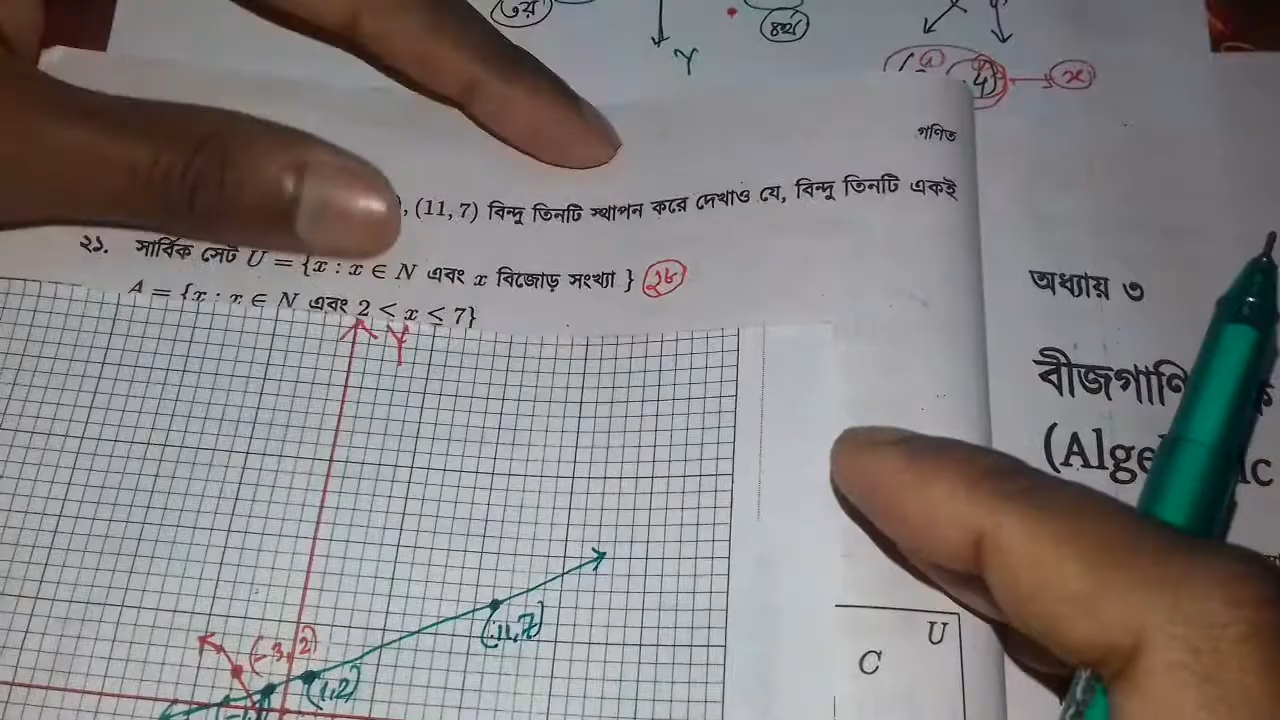 ৩য়
৪র্থ
Y
4)
x
গণিত
, (11, 7) বিন্দু তিনটি স্থাপন করে দেখাও যে, বিন্দু তিনটি একই
২১. সার্বিক সেট U = {x : x ∈ N এবং x বিজোড় সংখ্যা } ২৮
A = {x : x ∈ N এবং 2 < x ≤ 7}
Y
(11,7)
(-3, 2)
(1,2)
অধ্যায় ৩
বীজগাণি
(Alge
U
C